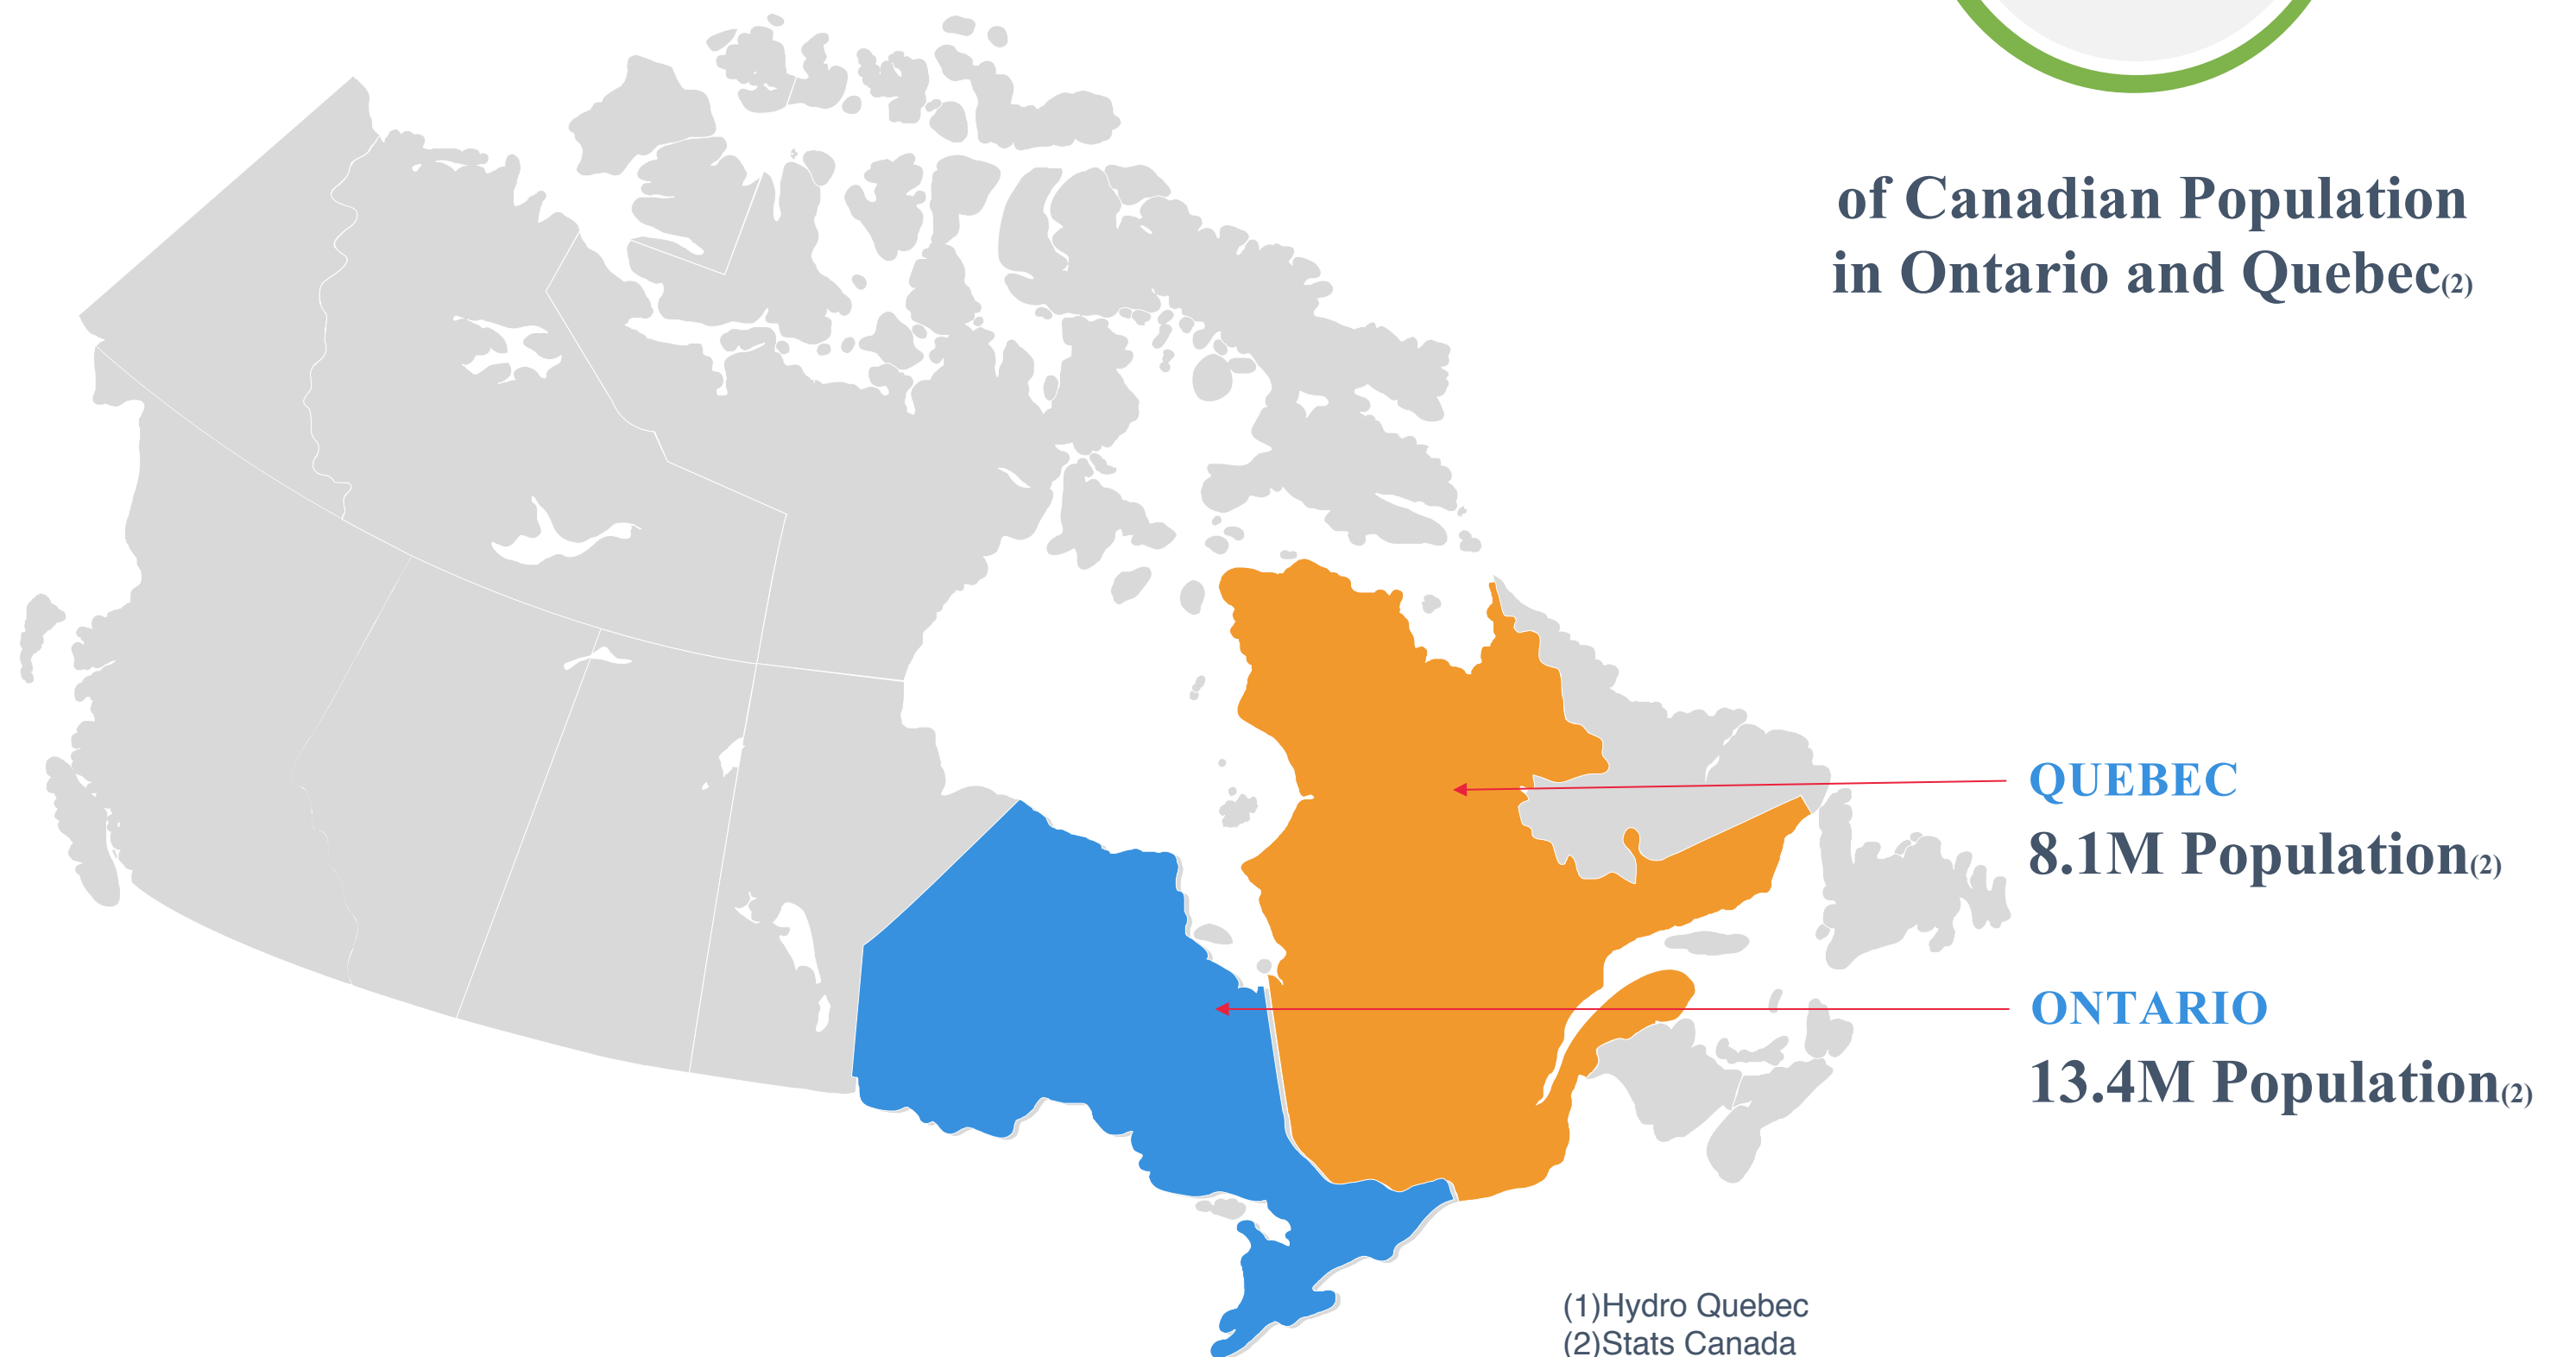 of Canadian Population
in Ontario and Quebec(2)
QUEBEC
8.1M Population(2)
ONTARIO
13.4M Population(2)
(1)Hydro Quebec
(2)Stats Canada